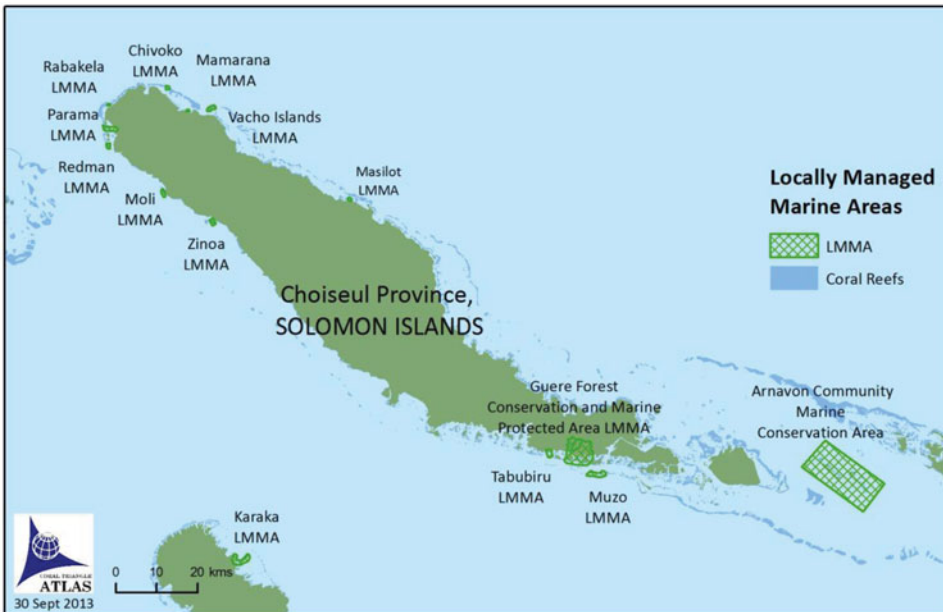 Chivoko
LMMA
Mamarana
LMMA
Rabakela
LMMA
Parama
LMMA
Vacho Islands
LMMA
Redman
LMMA
Masilot
LMMA
Moli
LMMA
Zinoa
LMMA
Locally Managed
Marine Areas
LMMA
Coral Reefs
Choiseul Province,
SOLOMON ISLANDS
Guere Forest
Conservation and Marine
Protected Area LMMA
Arnavon Community
Marine
Conservation Area
Tabubiru
LMMA
Muzo
LMMA
Karaka
LMMA
CORAL TRIANGLE
ATLAS
30 Sept 2013
0 10 20 kms